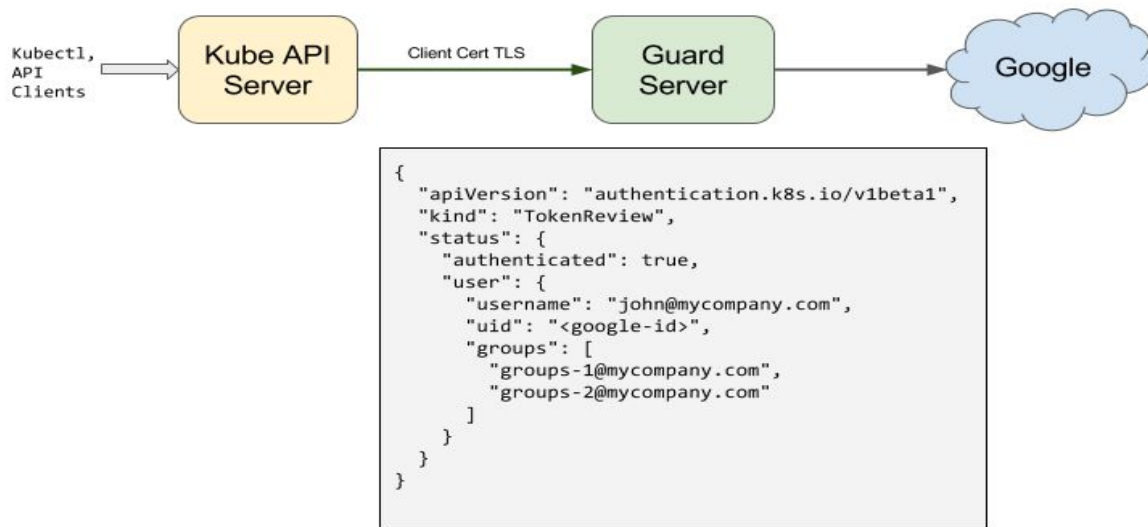 Kubectl,
API
Clients
Kube API
Server
Client Cert TLS
Guard
Server
Google
{
  "apiVersion": "authentication.k8s.io/v1beta1",
  "kind": "TokenReview",
  "status": {
    "authenticated": true,
    "user": {
      "username": "john@mycompany.com",
      "uid": "<google-id>",
      "groups": [
        "groups-1@mycompany.com",
        "groups-2@mycompany.com"
      ]
    }
  }
}